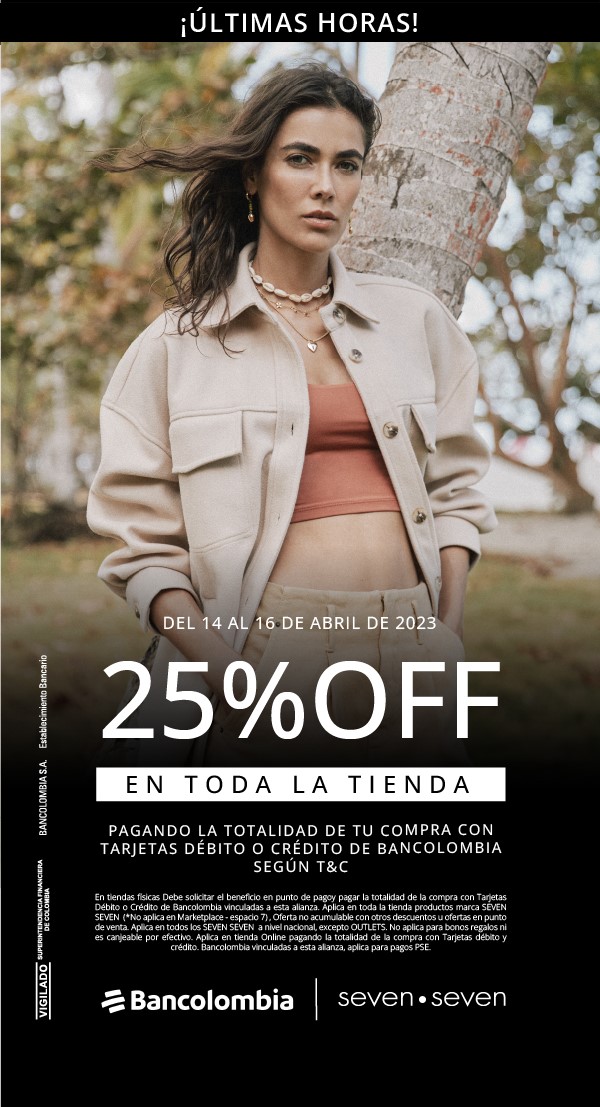 ¡ÚLTIMAS HORAS!
DEL 14 AL 16 DE ABRIL DE 2023
25%OFF
EN TODA LA TIENDA
PAGANDO LA TOTALIDAD DE TU COMPRA CON
TARJETAS DÉBITO O CRÉDITO DE BANCOLOMBIA
SEGÚN T&C
En tiendas físicas Debe solicitar el beneficio en punto de pagoy pagar la totalidad de la compra con Tarjetas
Débito o Crédito de Bancolombia vinculadas a esta alianza. Aplica en toda la tienda productos marca SEVEN
SEVEN (*No aplica en Marketplace - espacio 7) , Oferta no acumulable con otros descuentos u ofertas en punto
de venta. Aplica en todos los SEVEN SEVEN a nivel nacional, excepto OUTLETS. No aplica para bonos regalos ni
es canjeable por efectivo. Aplica en tienda Online pagando la totalidad de la compra con Tarjetas débito y
crédito. Bancolombia vinculadas a esta alianza, aplica para pagos PSE.
Bancolombia
seven•seven
VIGILADO
SUPERINTENDENCIA FINANCIERA
DE COLOMBIA
BANCOLOMBIA S.A. Establecimiento Bancario